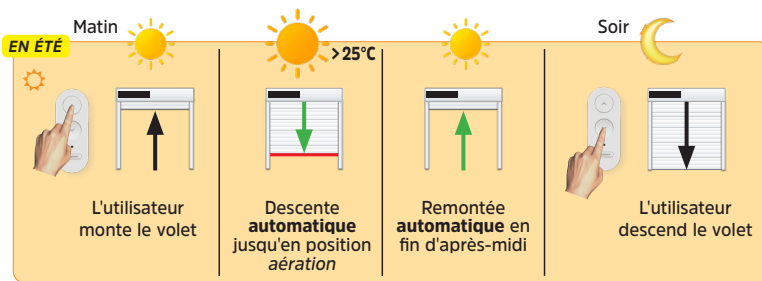 Matin
Soir
EN ÉTÉ
>25°C
L'utilisateur
monte le volet
Descente
automatique
jusqu'en position
aération
Remontée
automatique en
fin d'après-midi
L'utilisateur
descend le volet